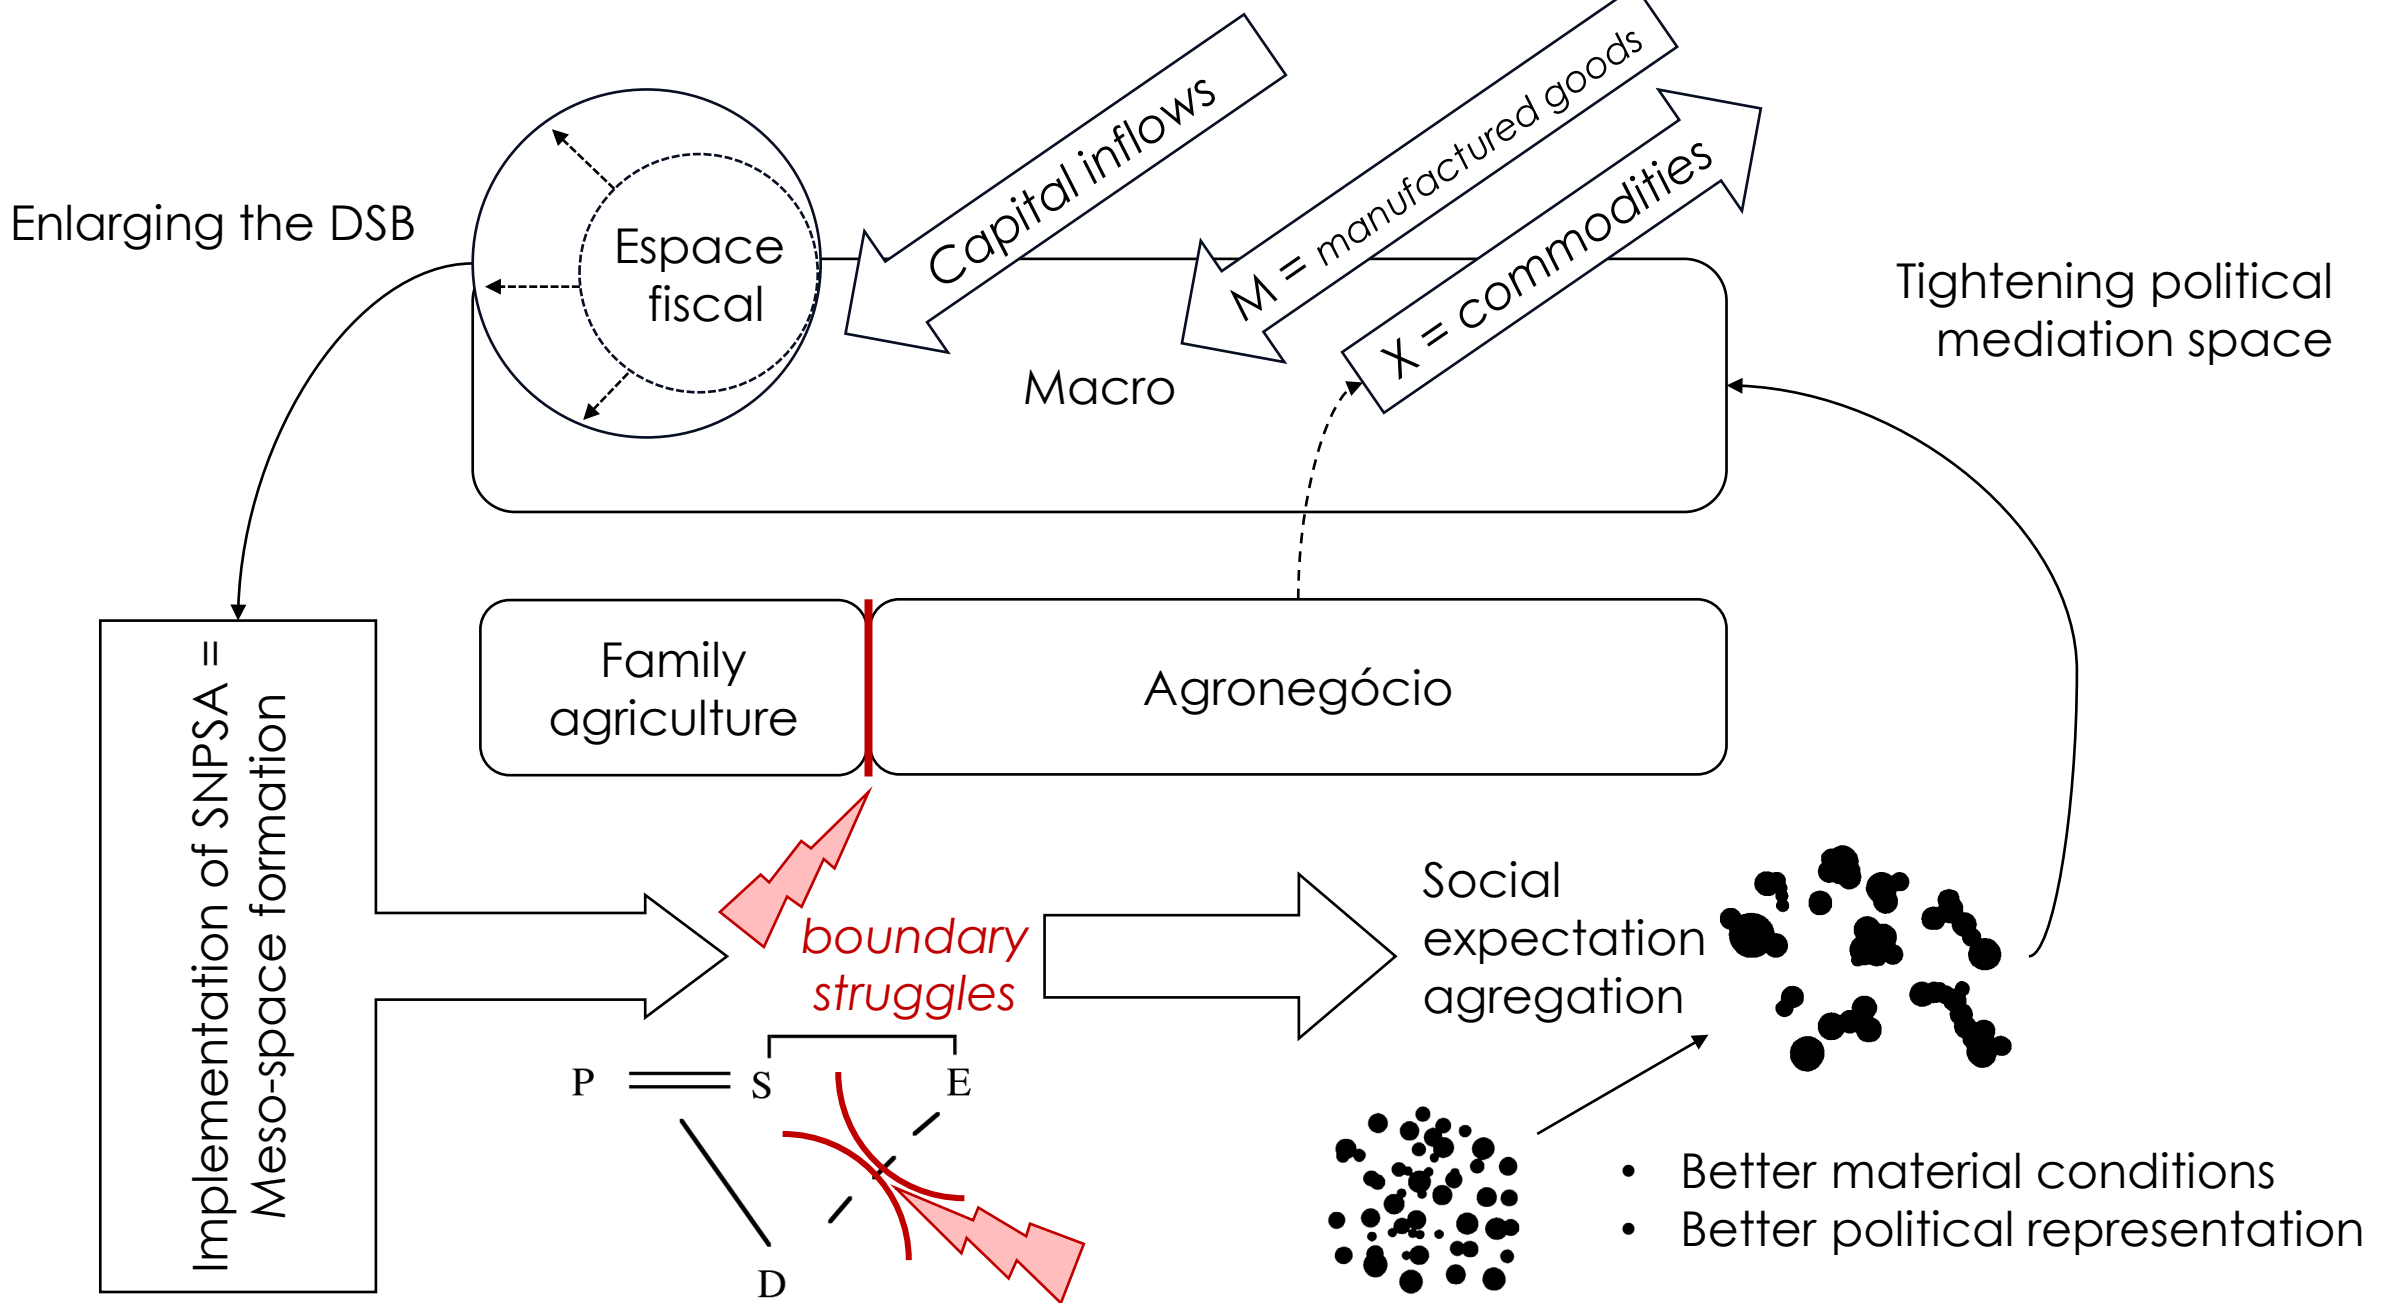 Enlarging the DSB
Espace
fiscal
Capital inflows
M = manufactured goods
X = commodities
Macro
Tightening political
mediation space
Family
agriculture
Agronegócio
Implementation of SNPSA =
Meso-space formation
boundary
struggles
Social
expectation
agregation
P
S
E
D
• Better material conditions
• Better political representation